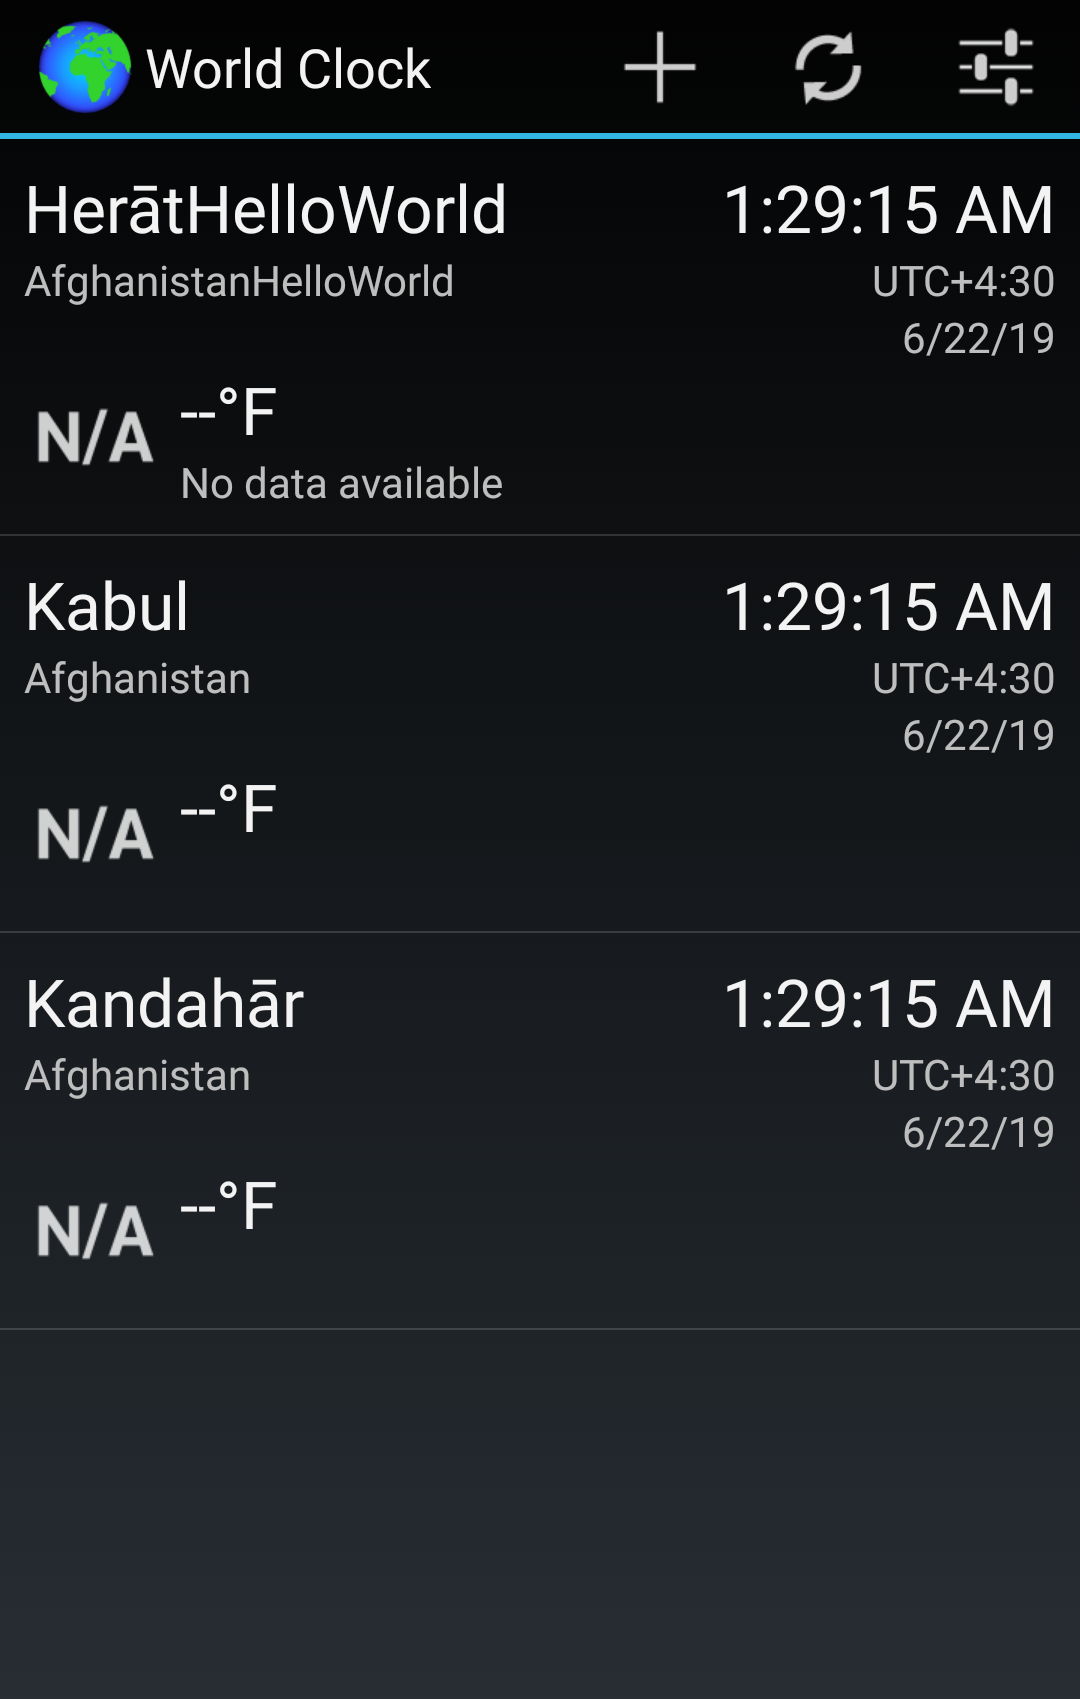 World Clock
HerātHelloWorld 1:29:15 AM
AfghanistanHelloWorld UTC+4:30
6/22/19
N/A --°F
No data available
Kabul 1:29:15 AM
Afghanistan UTC+4:30
6/22/19
N/A --°F
Kandahār 1:29:15 AM
Afghanistan UTC+4:30
6/22/19
N/A --°F